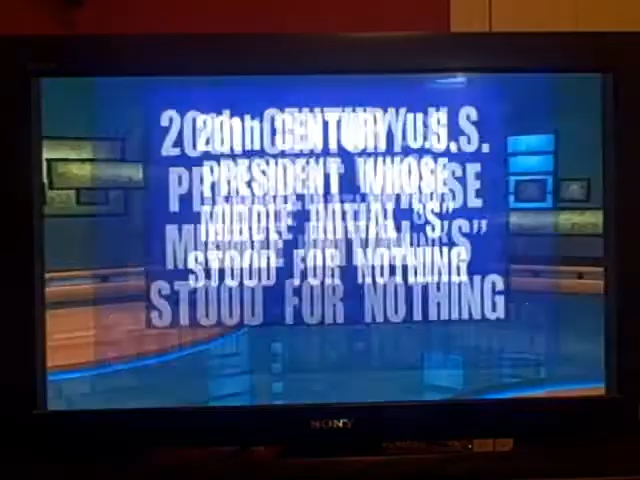 20th CENTURY U.S.
PRESIDENT WHOSE
MIDDLE INITIAL "S"
STOOD FOR NOTHING
SONY